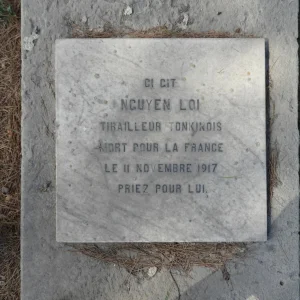 CI GIT
NGUYEN LOI
TIRAILLEUR TONKINOIS
MORT POUR LA FRANCE
LE 11 NOVEMBRE 1917
PRIEZ POUR LUI.